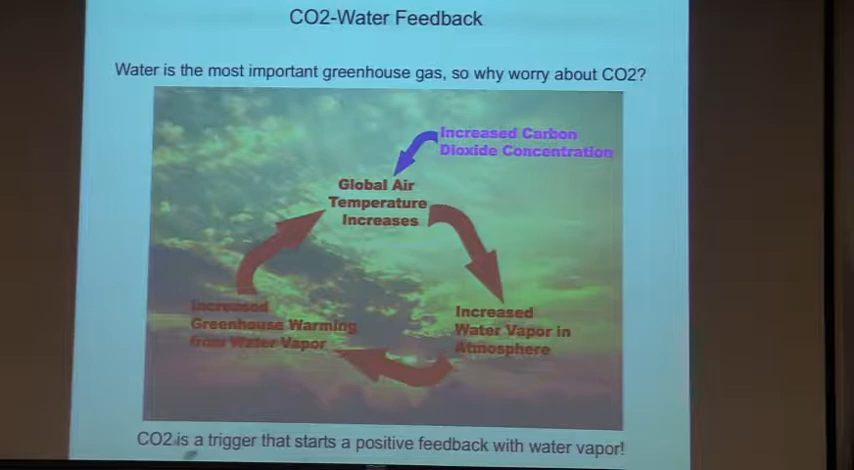 CO2-Water Feedback
Water is the most important greenhouse gas, so why worry about CO2?
Increased Carbon
Dioxide Concentration
Global Air
Temperature
Increases
Increased
Water Vapor in
Atmosphere
Increased
Greenhouse Warming
from Water Vapor
CO2 is a trigger that starts a positive feedback with water vapor!